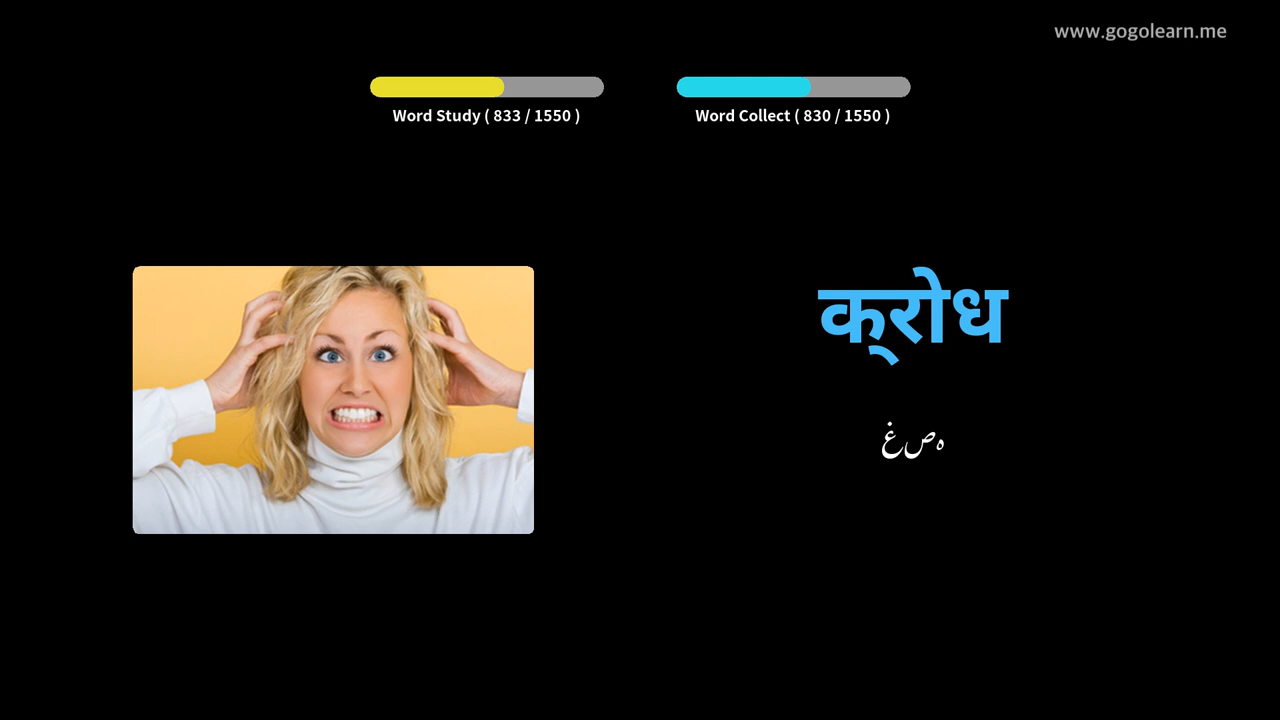 www.gogolearn.me
Word Study ( 833 / 1550 )
Word Collect ( 830 / 1550 )
क्रोध
غصہ